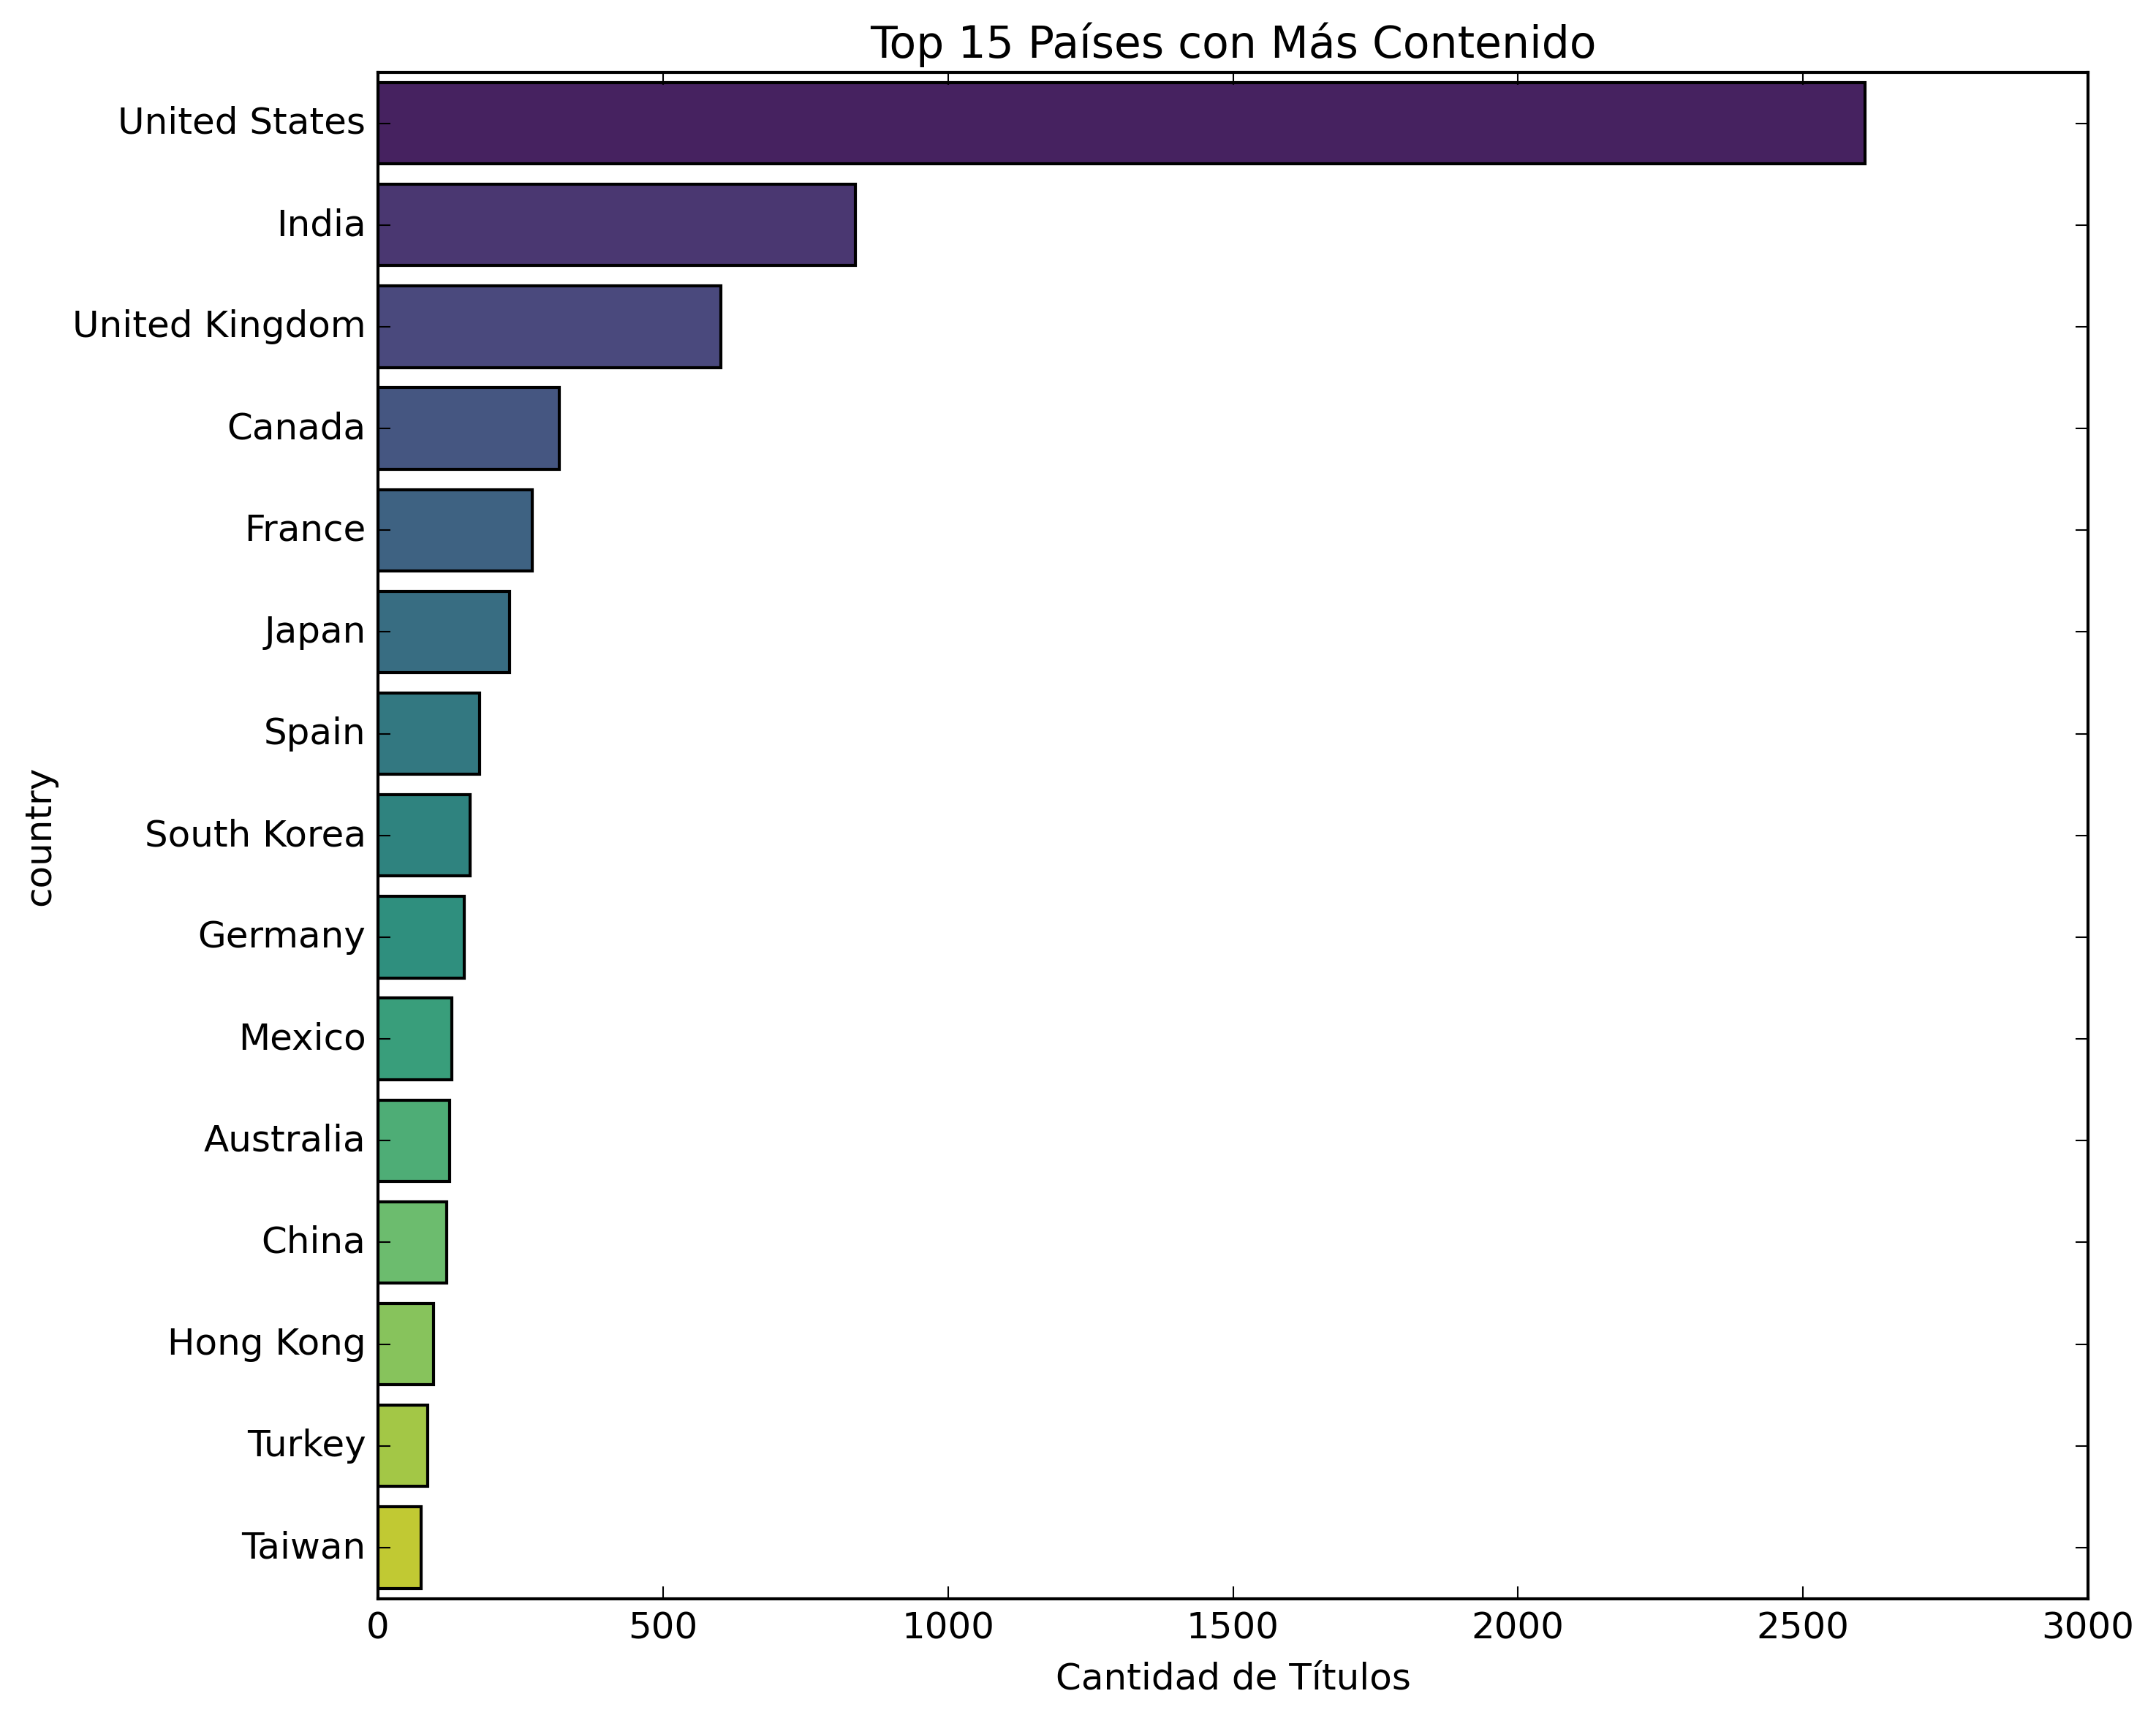 Top 15 Países con Más Contenido
United States
India
United Kingdom
Canada
France
Japan
Spain
South Korea
Germany
Mexico
Australia
China
Hong Kong
Turkey
Taiwan
country
0 500 1000 1500 2000 2500 3000
Cantidad de Títulos